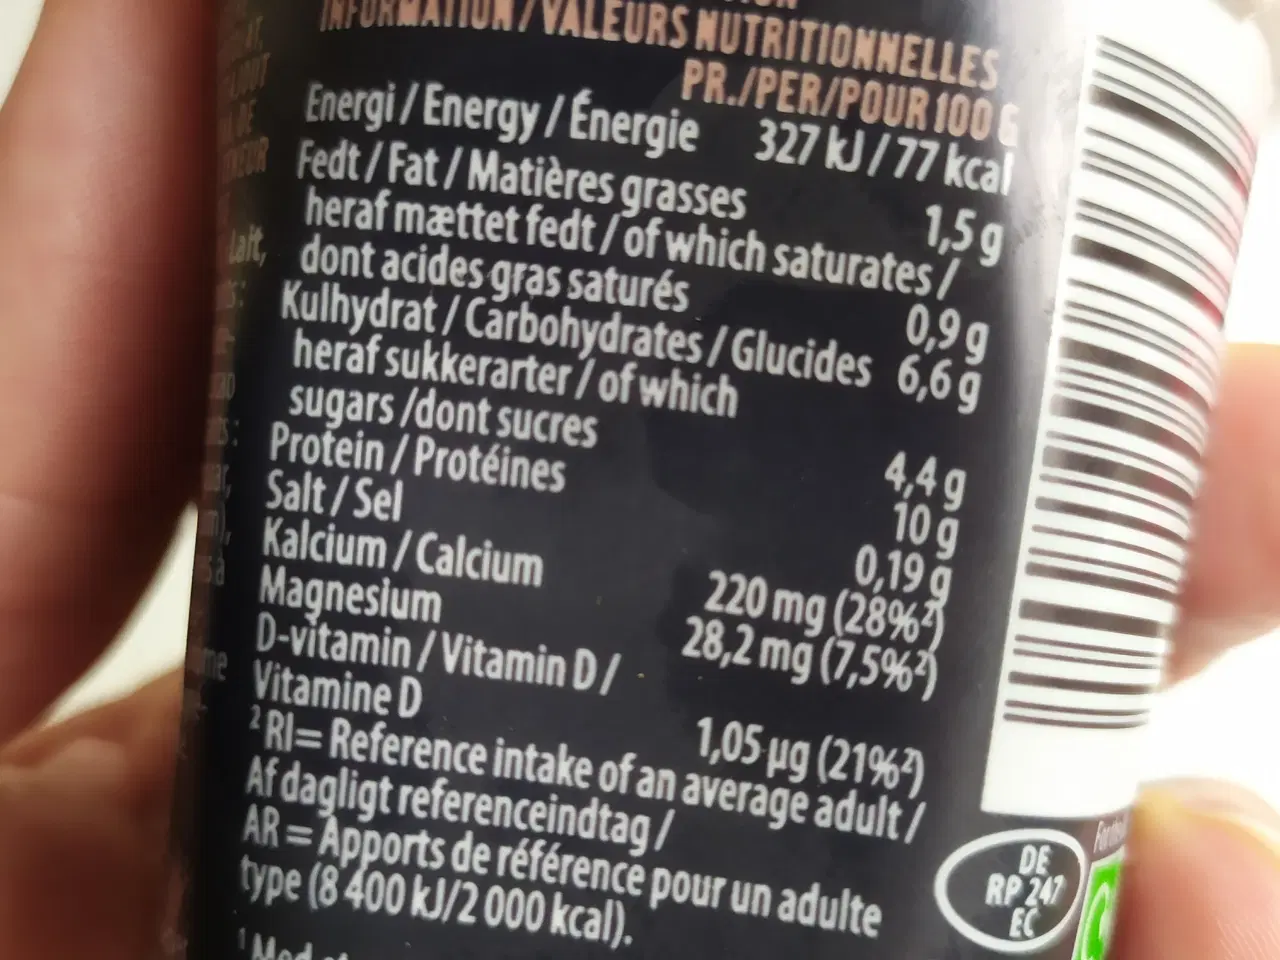 INFORMATION / VALEURS NUTRITIONNELLES
PR./PER/POUR 100 G
Energi / Energy / Énergie 327 kJ / 77 kcal
Fedt / Fat / Matières grasses 1,5 g
heraf mættet fedt / of which saturates /
dont acides gras saturés 0,9 g
Kulhydrat / Carbohydrates / Glucides 6,6 g
heraf sukkerarter / of which
sugars /dont sucres 4,4 g
Protein / Protéines 10 g
Salt / Sel 0,19 g
Kalcium / Calcium 220 mg (28%²)
Magnesium 28,2 mg (7,5%²)
D-vitamin / Vitamin D /
Vitamine D 1,05 µg (21%²)
² RI= Reference intake of an average adult /
Af dagligt referenceindtag /
AR = Apports de référence pour un adulte
type (8 400 kJ/2 000 kcal).
DE
RP 247
EC